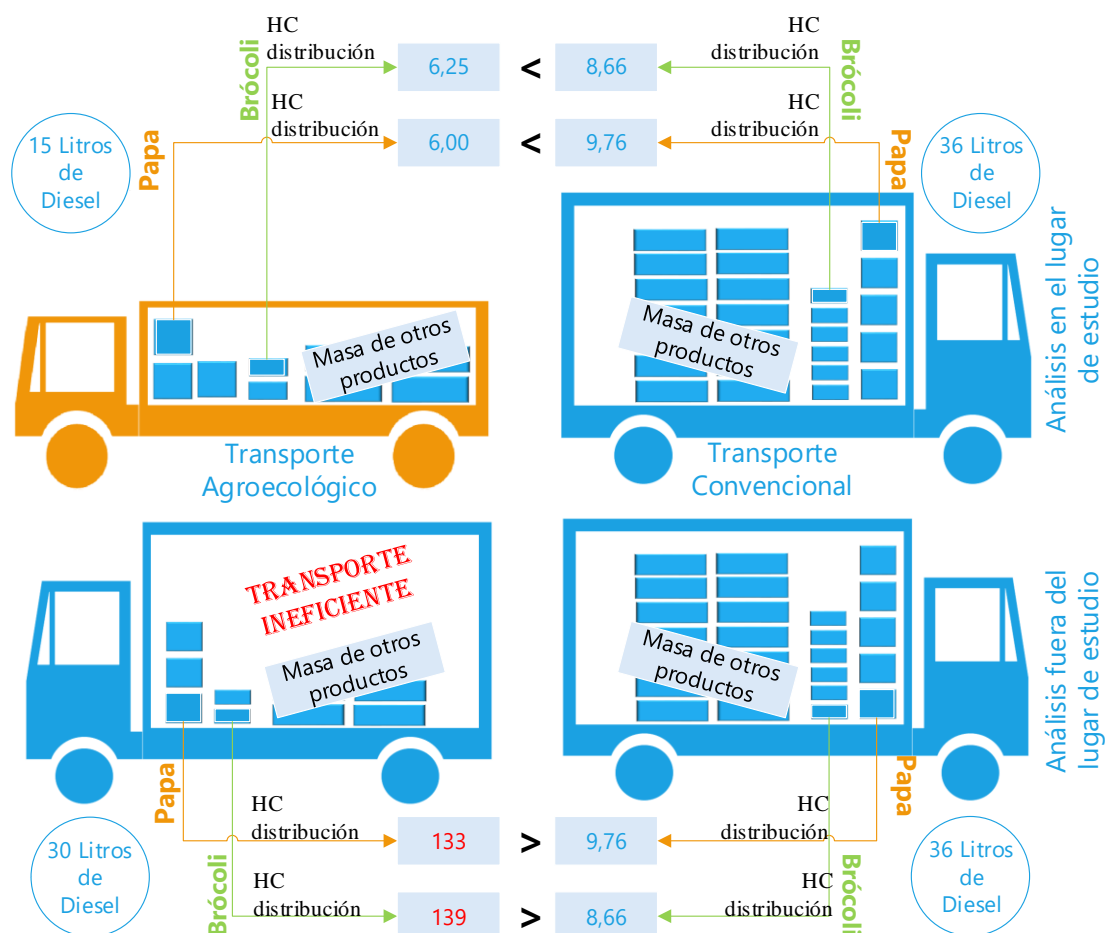 HC
distribución
6,25
<
8,66
HC
distribución
Brócoli
Brócoli
HC
distribución
6,00
<
9,76
HC
distribución
Papa
Papa
15 Litros
de
Diesel
36 Litros
de
Diesel
Masa de otros
productos
Masa de otros
productos
Análisis en el lugar
de estudio
Transporte
Agroecológico
Transporte
Convencional
TRANSPORTE
INEFICIENTE
Masa de otros
productos
Masa de otros
productos
Análisis fuera del
lugar de estudio
Papa
Papa
HC
distribución
133
>
9,76
HC
distribución
30 Litros
de
Diesel
36 Litros
de
Diesel
Brócoli
Brócoli
HC
distribución
139
>
8,66
HC
distribución